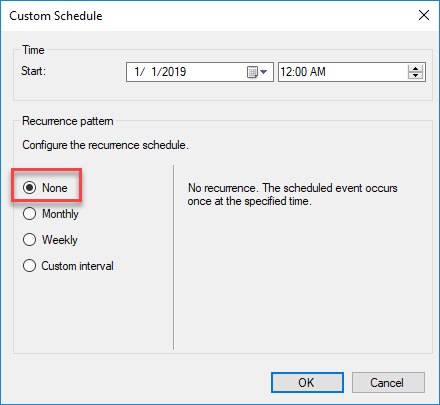 Custom Schedule
Time
Start:
1/ 1/2019
12:00 AM
Recurrence pattern
Configure the recurrence schedule.
None
Monthly
Weekly
Custom interval
No recurrence. The scheduled event occurs
once at the specified time.
OK
Cancel